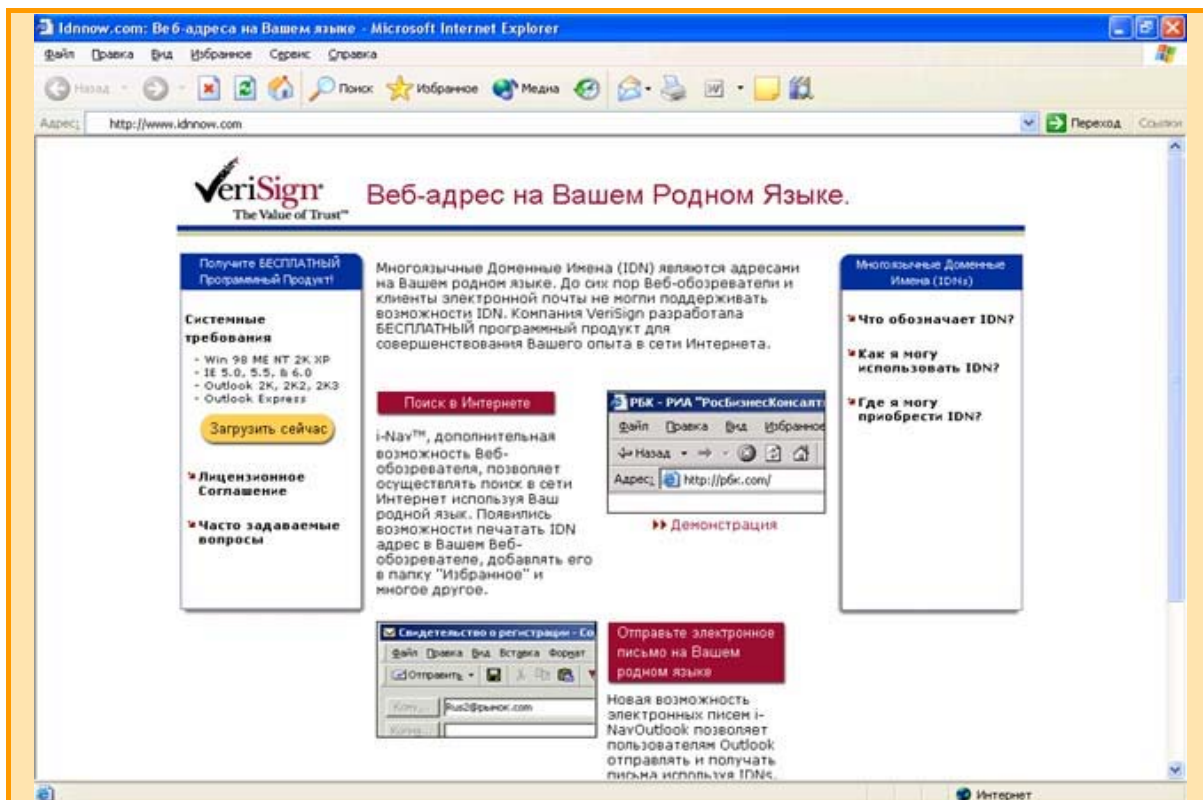 Idnnow.com: Веб-адреса на Вашем языке - Microsoft Internet Explorer
Файл Правка Вид Избранное Сервис Справка
Назад Поиск Избранное Медиа
Адрес: http://www.idnnow.com Переход Ссылки
VeriSign
The Value of Trust™
Веб-адрес на Вашем Родном Языке.
Получите БЕСПЛАТНЫЙ
Программный Продукт!
Системные
требования
- Win 98 ME NT 2K XP
- IE 5.0, 5.5, & 6.0
- Outlook 2K, 2K2, 2K3
- Outlook Express
Загрузить сейчас
Лицензионное
Соглашение
Часто задаваемые
вопросы
Многоязычные Доменные Имена (IDN) являются адресами
на Вашем родном языке. До сих пор Веб-обозреватели и
клиенты электронной почты не могли поддерживать
возможности IDN. Компания VeriSign разработала
БЕСПЛАТНЫЙ программный продукт для
совершенствования Вашего опыта в сети Интернета.
Поиск в Интернете
i-Nav™, дополнительная
возможность Веб-
обозревателя, позволяет
осуществлять поиск в сети
Интернет используя Ваш
родной язык. Появились
возможности печатать IDN
адрес в Вашем Веб-
обозревателе, добавлять его
в папку "Избранное" и
многое другое.
РБК - РИА "РосБизнесКонсалт
Файл Правка Вид Избранное
Назад
Адрес: http://рбк.com/
Демонстрация
Свидетельство о регистрации - Со
Файл Правка Вид Вставка Формат
Отправить
Кому... Rus2@рынок.com
Копия...
Отправьте электронное
письмо на Вашем
родном языке
Новая возможность
электронных писем i-
NavOutlook позволяет
пользователям Outlook
отправлять и получать
письма используя IDNs.
Многоязычные Доменные
Имена (IDNs)
Что обозначает IDN?
Как я могу
использовать IDN?
Где я могу
приобрести IDN?
Интернет